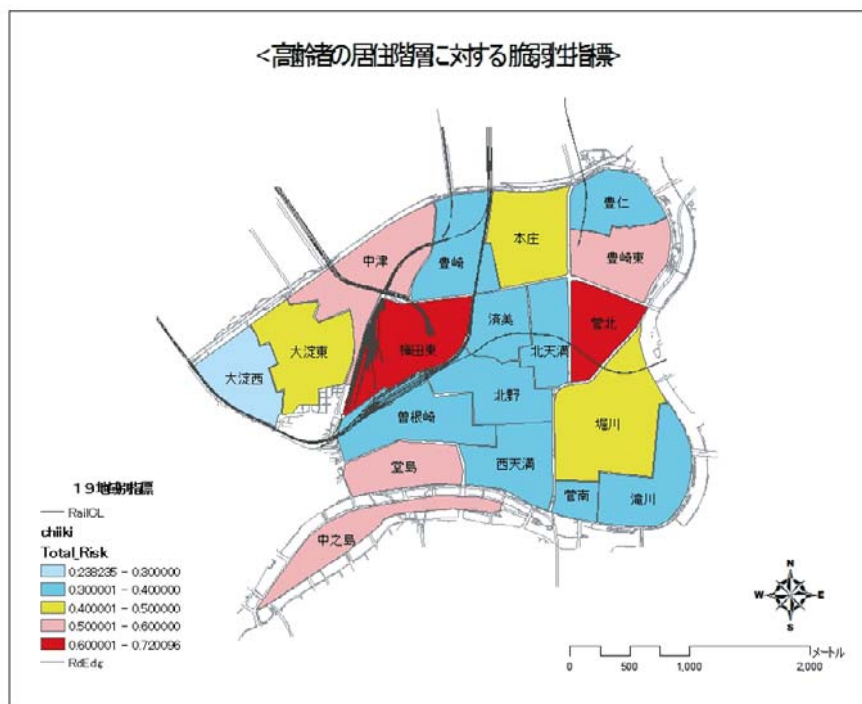 <高齢者の居住階層に対する脆弱性指標>
豊仁
本庄
豊崎
豊崎東
中津
済美
菅北
梅田東
北天満
大淀東
大淀西
北野
曽根崎
堀川
堂島
西天満
菅南
滝川
中之島
19地域別指標
RailCL
chiiki
Total_Risk
0.238235 - 0.300000
0.300001 - 0.400000
0.400001 - 0.500000
0.500001 - 0.600000
0.600001 - 0.720096
RdEdg
N
W E
S
メートル
0 500 1,000 2,000